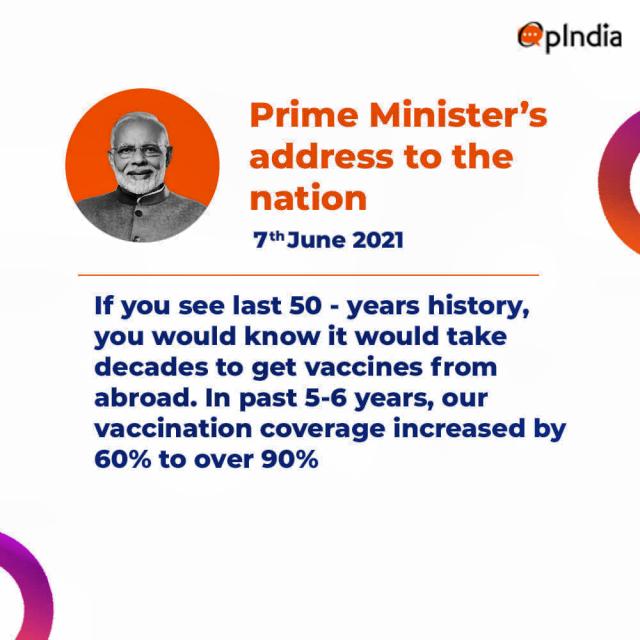 OpIndia
Prime Minister's
address to the
nation
7th June 2021
If you see last 50 - years history,
you would know it would take
decades to get vaccines from
abroad. In past 5-6 years, our
vaccination coverage increased by
60% to over 90%